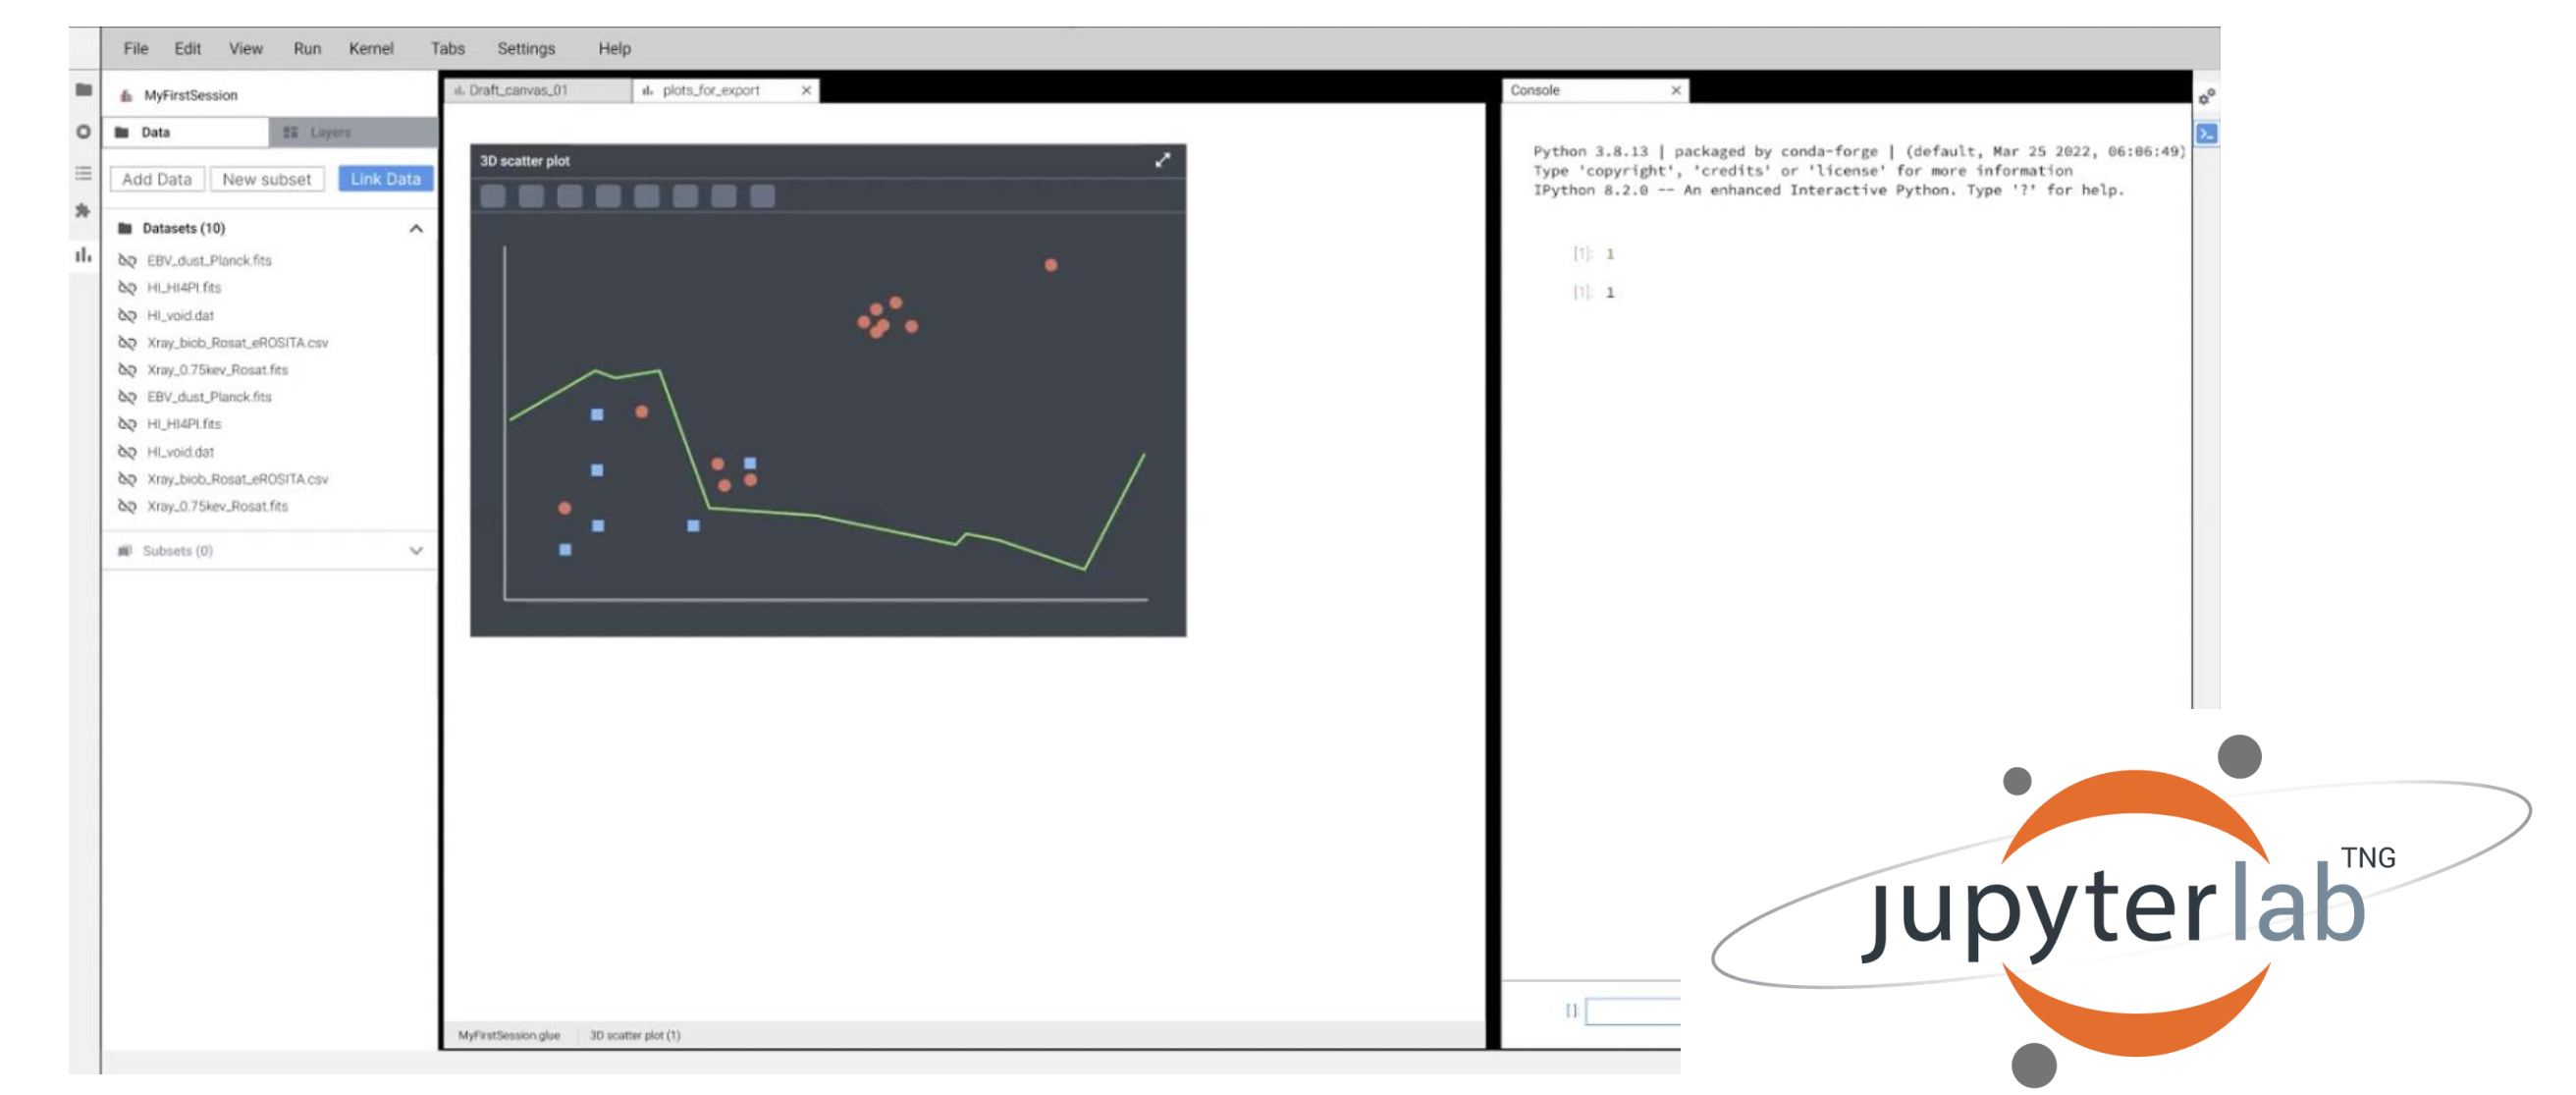 File Edit View Run Kernel Tabs Settings Help
MyFirstSession
Data Layers
Add Data New subset Link Data
Datasets (10)
EBV_dust_Planck.fits
HI_HI4PI.fits
HI_void.dat
Xray_biob_Rosat_eROSITA.csv
Xray_0.75kev_Rosat.fits
EBV_dust_Planck.fits
HI_HI4PI.fits
HI_void.dat
Xray_biob_Rosat_eROSITA.csv
Xray_0.75kev_Rosat.fits
Subsets (0)
Draft_canvas_01 plots_for_export
3D scatter plot
MyFirstSession.glue 3D scatter plot (1)
Console
Python 3.8.13 | packaged by conda-forge | (default, Mar 25 2022, 06:06:49)
Type 'copyright', 'credits' or 'license' for more information
IPython 8.2.0 -- An enhanced Interactive Python. Type '?' for help.
[1]: 1
[1]: 1
[]:
jupyterlab TNG